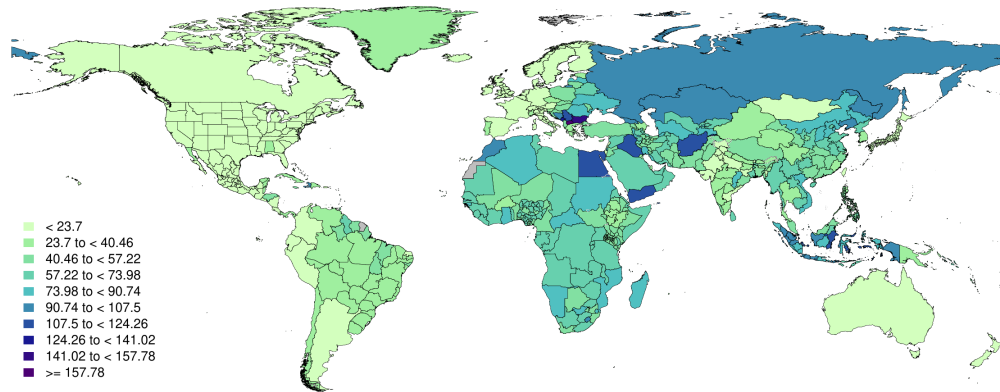 < 23.7
23.7 to < 40.46
40.46 to < 57.22
57.22 to < 73.98
73.98 to < 90.74
90.74 to < 107.5
107.5 to < 124.26
124.26 to < 141.02
141.02 to < 157.78
>= 157.78